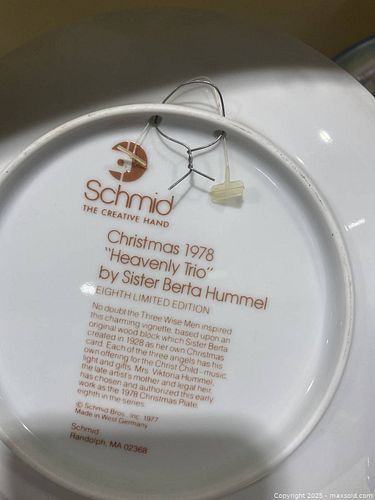 Schmid
THE CREATIVE HAND
Christmas 1978
"Heavenly Trio"
by Sister Berta Hummel
EIGHTH LIMITED EDITION
No doubt the Three Wise Men inspired
this charming vignette, based upon an
original wood block which Sister Berta
created in 1928 as her own Christmas
card. Each of the three angels has his
own offering for the Christ Child - music,
light and gifts. Mrs. Viktoria Hummel,
the late artist's mother and legal heir,
has chosen and authorized this early
work as the 1978 Christmas Plate,
eighth in the series.
© Schmid Bros., Inc. 1977
Made in West Germany
Schmid
Randolph, MA 02368
Copyright 2025 - maxsold.com